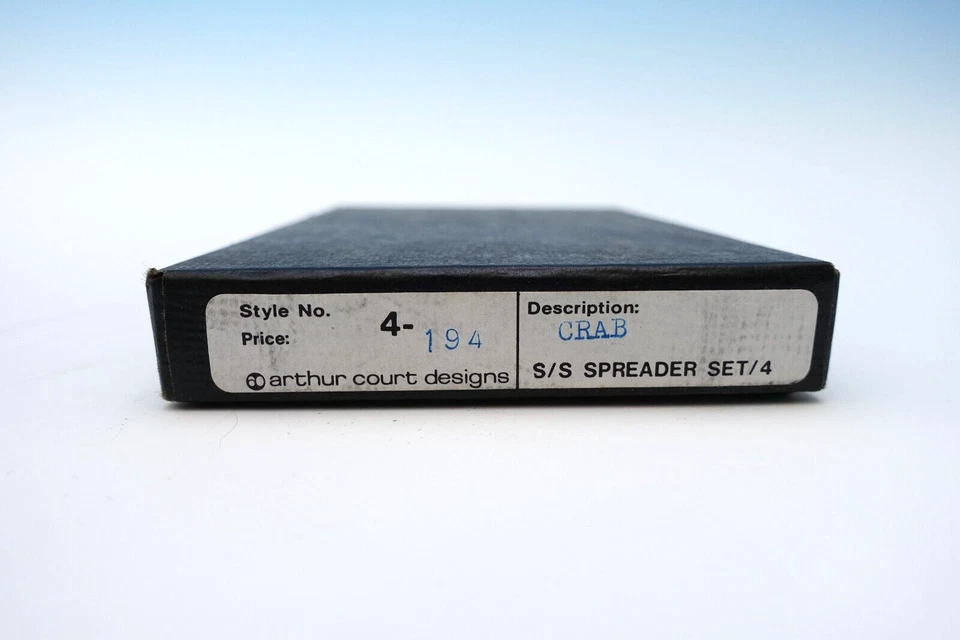 Style No. 4-194
Price:
arthur court designs
Description:
CRAB
S/S SPREADER SET/4